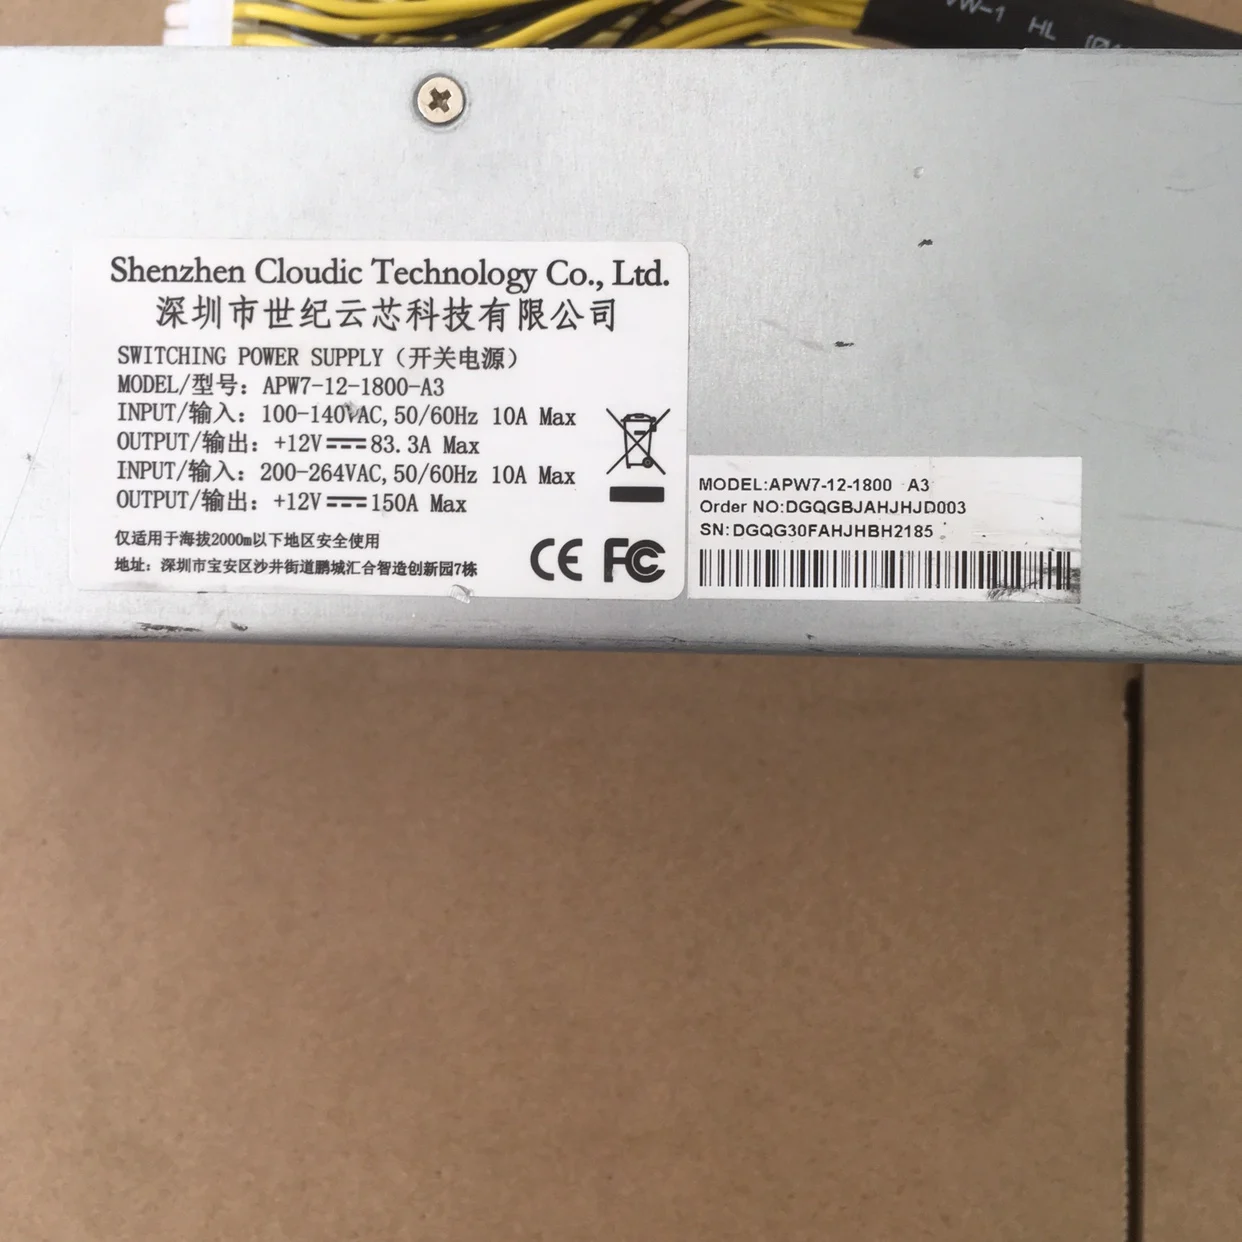 VW-1 HL
Shenzhen Cloudic Technology Co., Ltd.
深圳市世纪云芯科技有限公司
SWITCHING POWER SUPPLY（开关电源）
MODEL/型号：APW7-12-1800-A3
INPUT/输入：100-140VAC,50/60Hz 10A Max
OUTPUT/输出：+12V⎓83.3A Max
INPUT/输入：200-264VAC,50/60Hz 10A Max
OUTPUT/输出：+12V⎓150A Max
仅适用于海拔2000m以下地区安全使用
地址：深圳市宝安区沙井街道鹏城汇合智造创新园7栋
CE FC
MODEL:APW7-12-1800 A3
Order NO:DGQGBJAHJHJD003
SN:DGQG30FAHJHBH2185